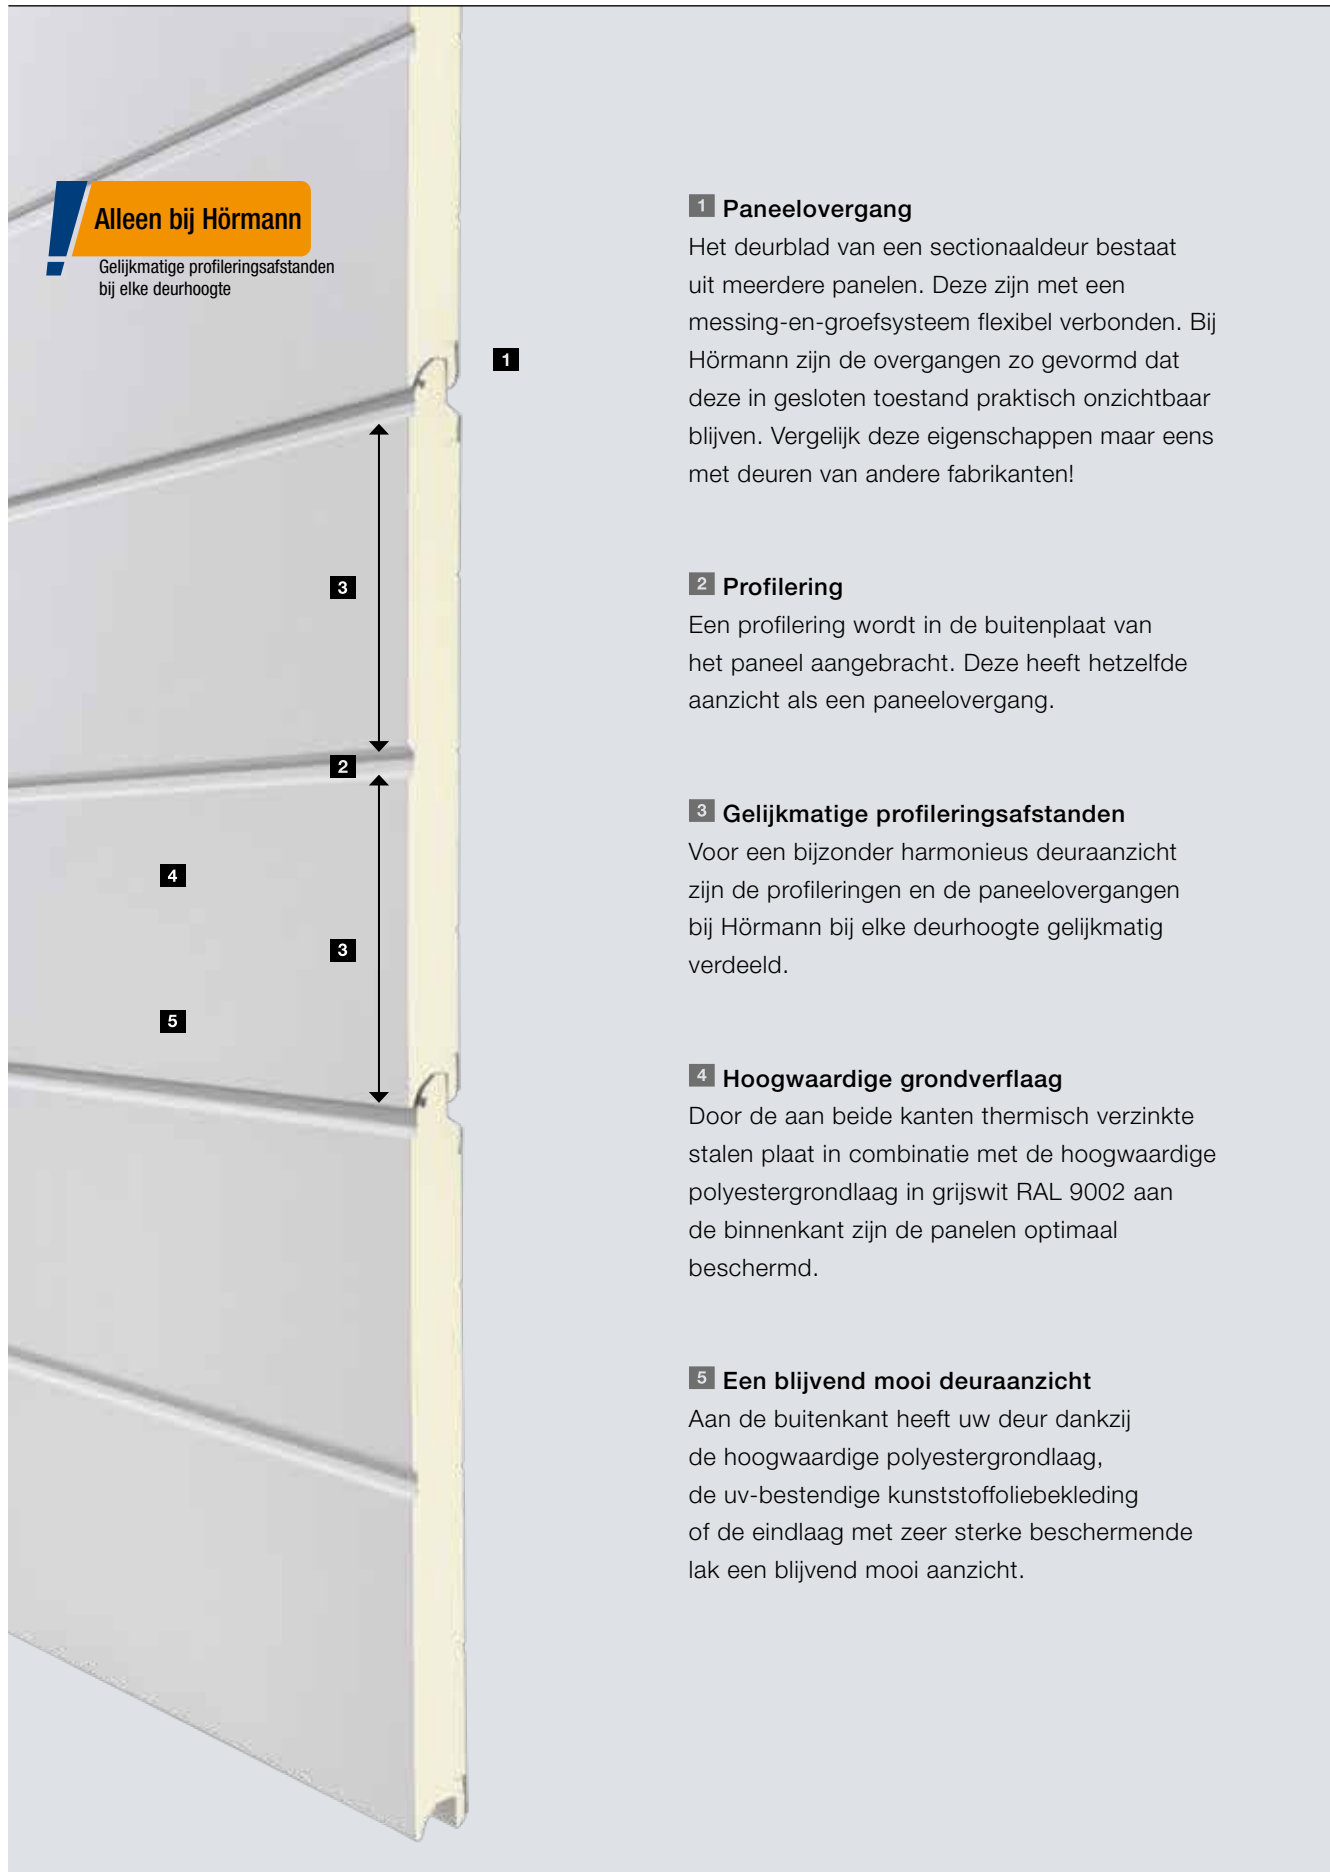 Alleen bij Hörmann
Gelijkmatige profileringsafstanden
bij elke deurhoogte
1
3
2
4
3
5
1 Paneelovergang
Het deurblad van een sectionaaldeur bestaat
uit meerdere panelen. Deze zijn met een
messing-en-groefsysteem flexibel verbonden. Bij
Hörmann zijn de overgangen zo gevormd dat
deze in gesloten toestand praktisch onzichtbaar
blijven. Vergelijk deze eigenschappen maar eens
met deuren van andere fabrikanten!
2 Profilering
Een profilering wordt in de buitenplaat van
het paneel aangebracht. Deze heeft hetzelfde
aanzicht als een paneelovergang.
3 Gelijkmatige profileringsafstanden
Voor een bijzonder harmonieus deuraanzicht
zijn de profileringen en de paneelovergangen
bij Hörmann bij elke deurhoogte gelijkmatig
verdeeld.
4 Hoogwaardige grondverflaag
Door de aan beide kanten thermisch verzinkte
stalen plaat in combinatie met de hoogwaardige
polyestergrondlaag in grijswit RAL 9002 aan
de binnenkant zijn de panelen optimaal
beschermd.
5 Een blijvend mooi deuraanzicht
Aan de buitenkant heeft uw deur dankzij
de hoogwaardige polyestergrondlaag,
de uv-bestendige kunststoffoliebekleding
of de eindlaag met zeer sterke beschermende
lak een blijvend mooi aanzicht.